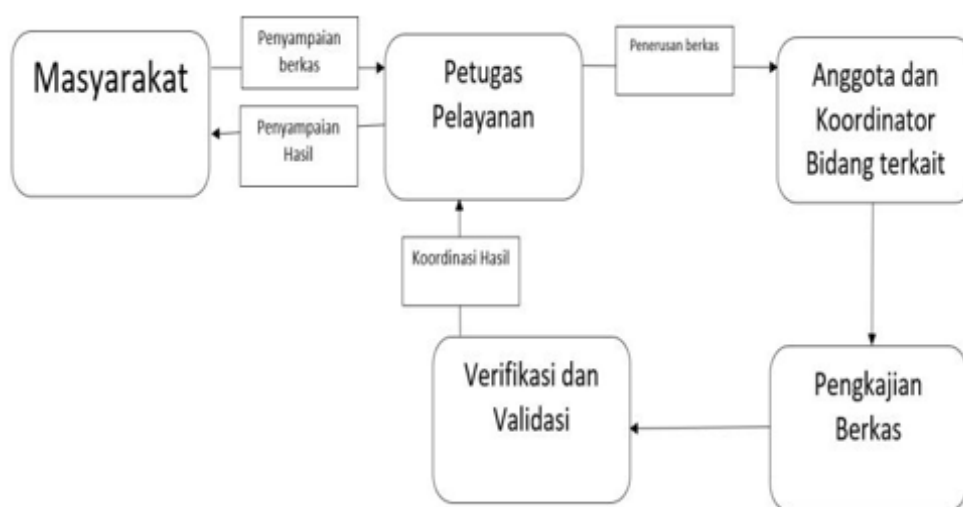 Masyarakat
Penyampaian
berkas
Penyampaian
Hasil
Petugas
Pelayanan
Penerusan berkas
Anggota dan
Koordinator
Bidang terkait
Koordinasi Hasil
Verifikasi dan
Validasi
Pengkajian
Berkas